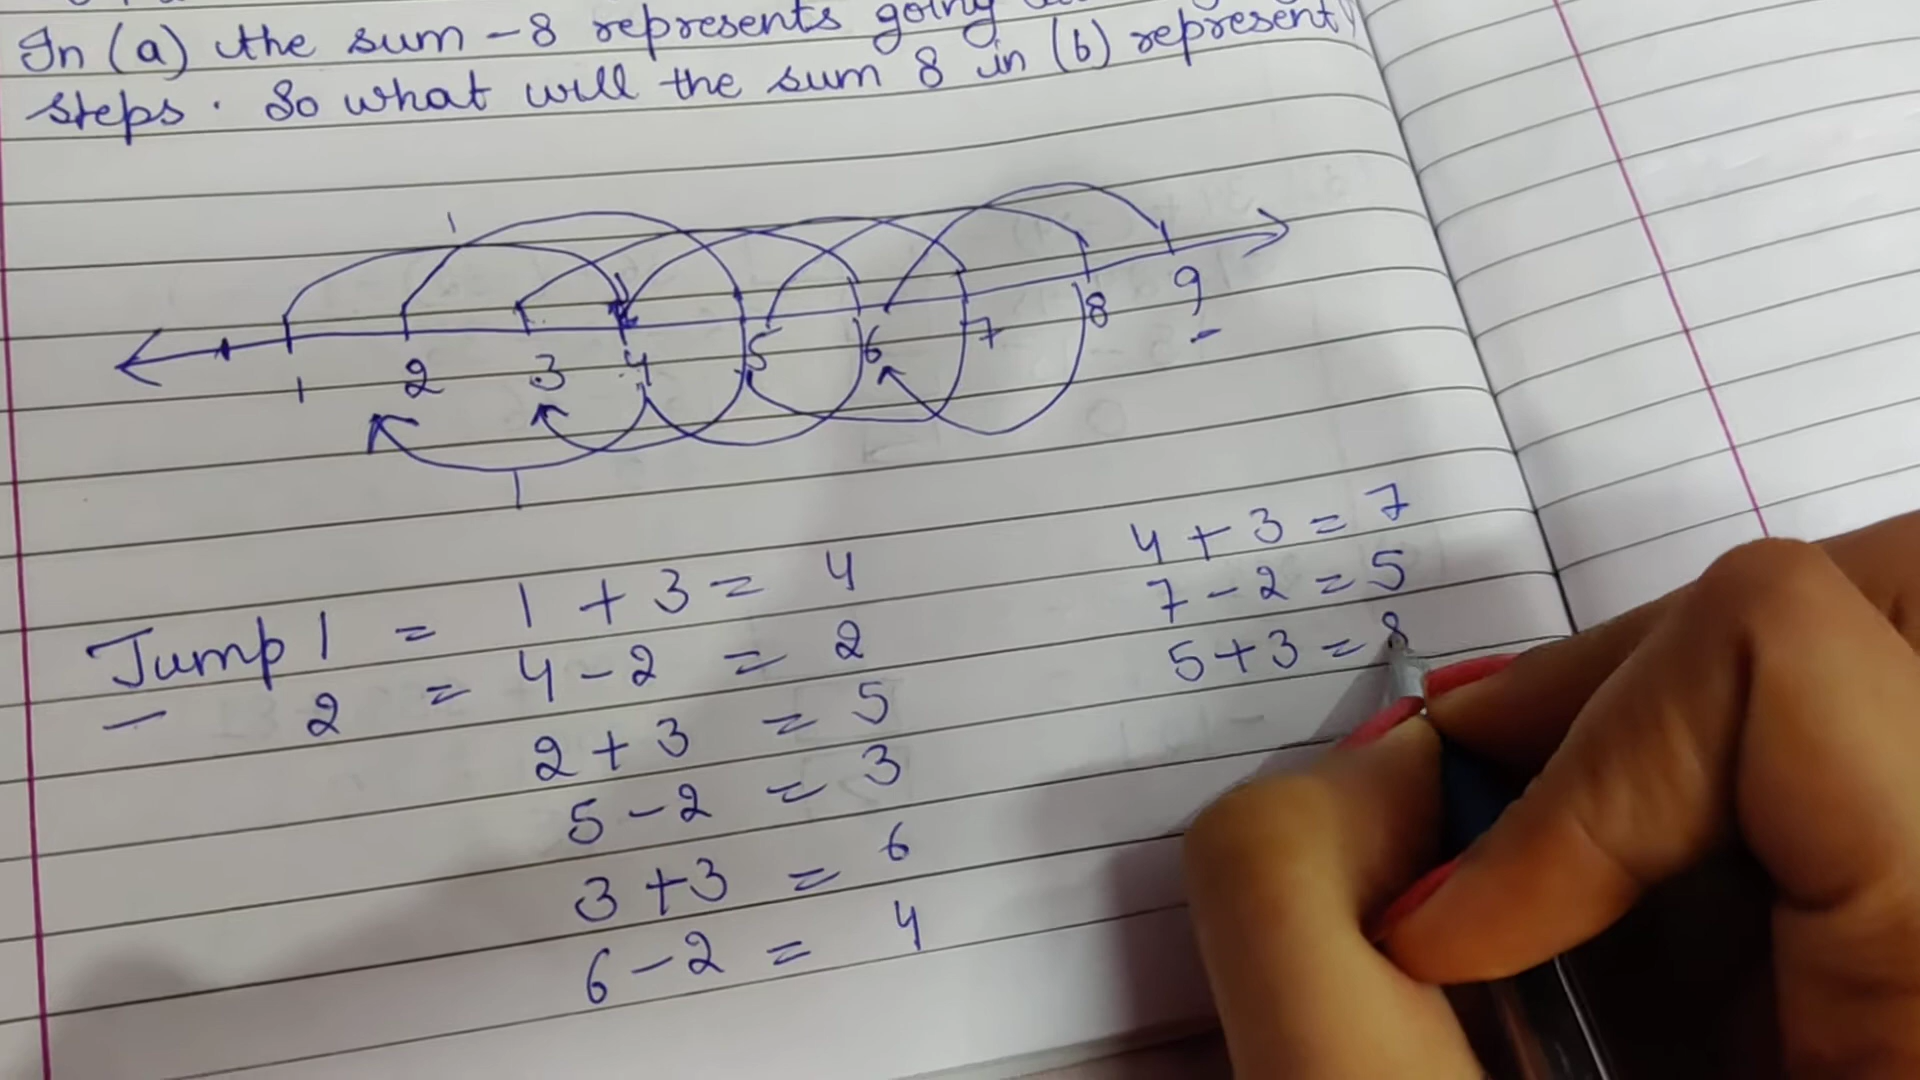 In (a) the sum - 8 represents going
steps. So what will the sum 8 in (b) represent
1 2 3 4 5 6 7 8 9
Jump 1 = 1 + 3 = 4
— 2 = 4 - 2 = 2
2 + 3 = 5
5 - 2 = 3
3 + 3 = 6
6 - 2 = 4
4 + 3 = 7
7 - 2 = 5
5 + 3 = 8